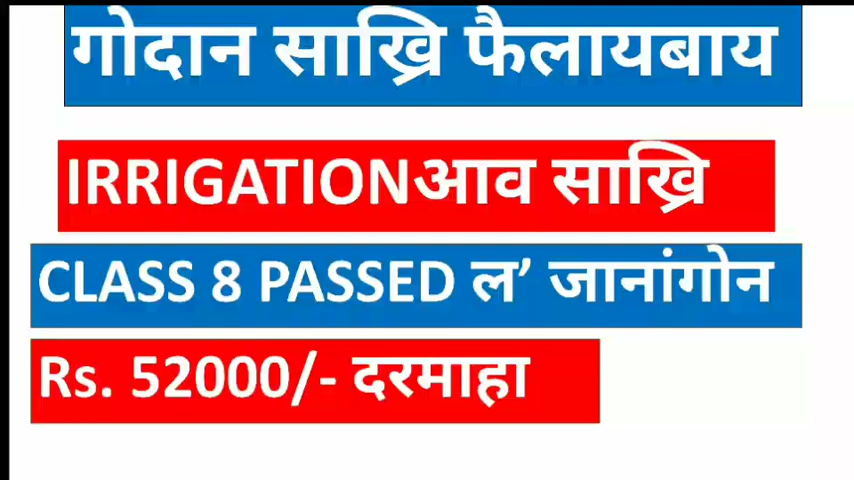 गोदान साख्रि फैलायबाय
IRRIGATIONआव साख्रि
CLASS 8 PASSED ल’ जानांगोन
Rs. 52000/- दरमाहा